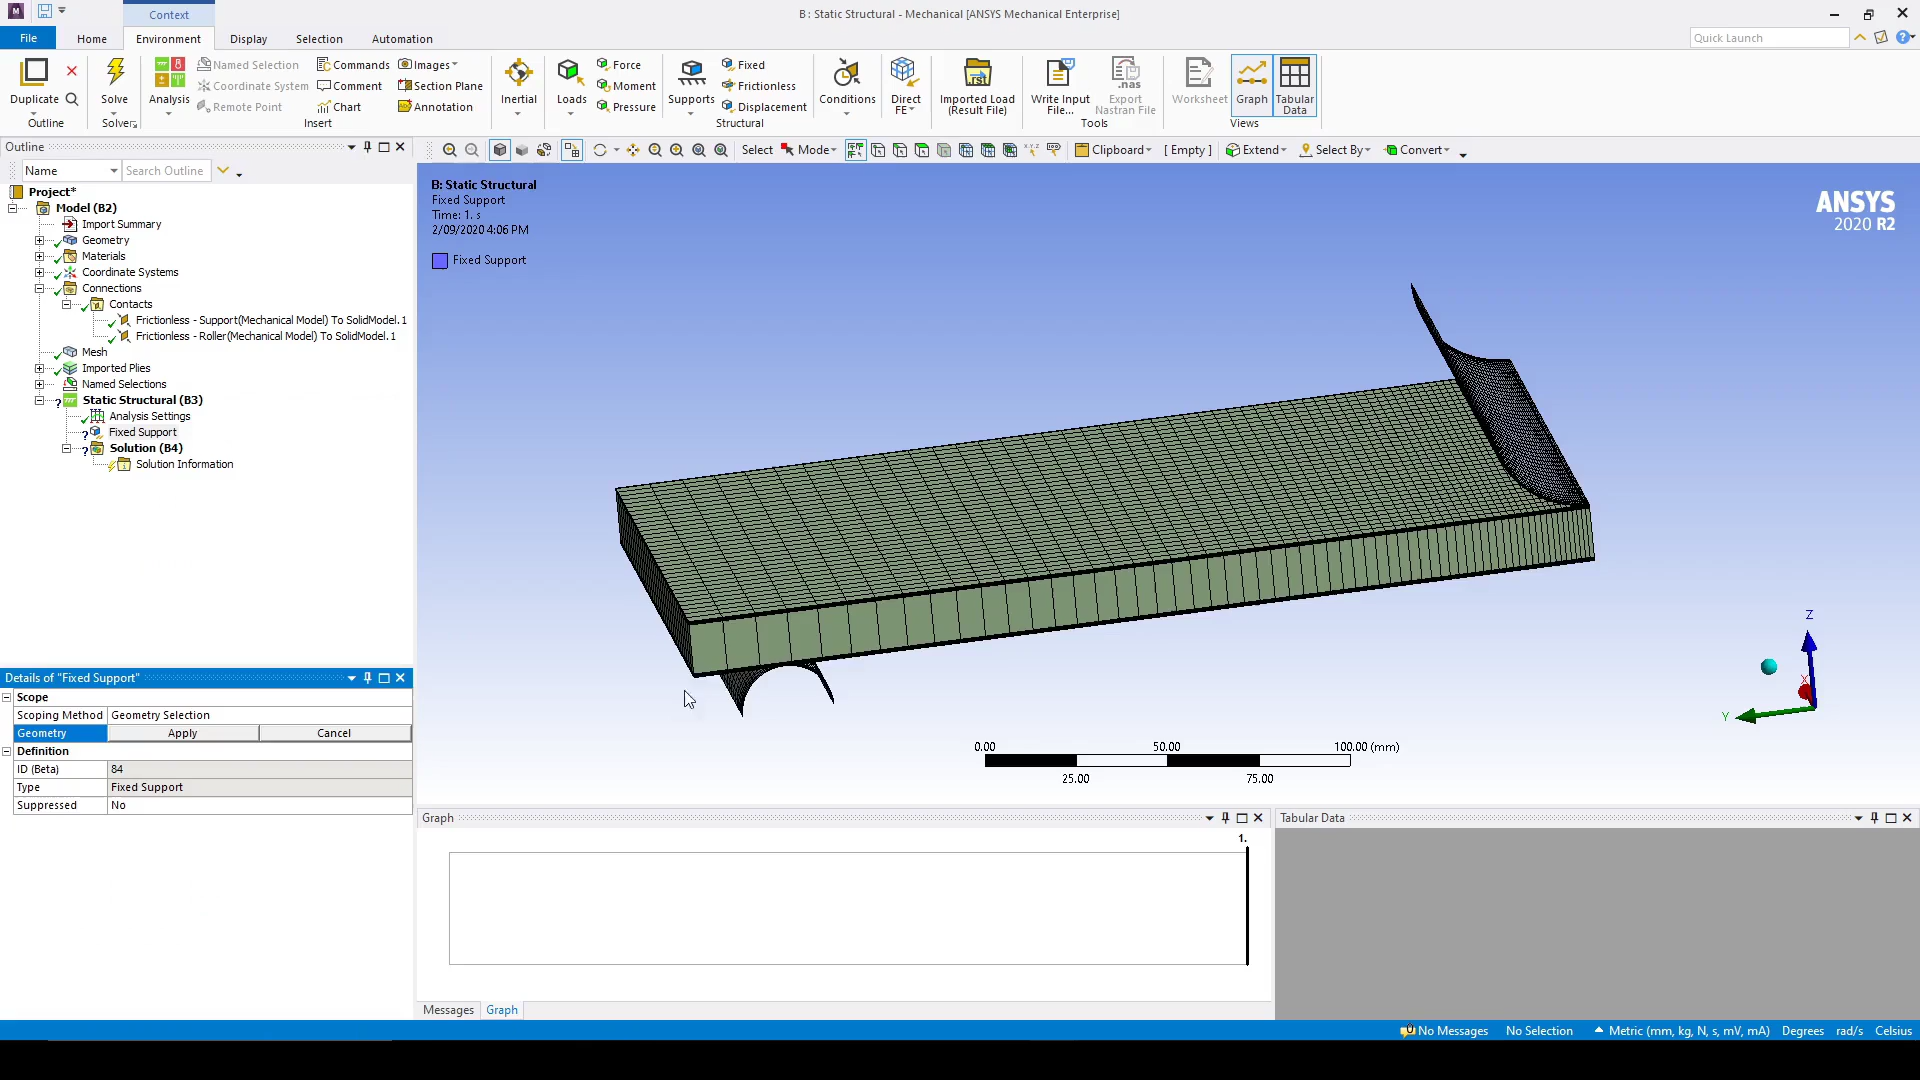 Context
B : Static Structural - Mechanical [ANSYS Mechanical Enterprise]
File Home Environment Display Selection Automation
Quick Launch
Duplicate
Outline
Solve
Solver
Analysis
Named Selection
Coordinate System
Remote Point
Commands
Comment
Chart
Images
Section Plane
Annotation
Insert
Inertial
Loads
Force
Moment
Pressure
Supports
Fixed
Frictionless
Displacement
Structural
Conditions
Direct
FE
Imported Load
(Result File)
Write Input
File...
Export
Nastran File
Tools
Worksheet
Graph
Tabular
Data
Views
Outline
Name
Search Outline
Select Mode Clipboard [ Empty ] Extend Select By Convert
Project*
Model (B2)
Import Summary
Geometry
Materials
Coordinate Systems
Connections
Contacts
Frictionless - Support(Mechanical Model) To SolidModel.1
Frictionless - Roller(Mechanical Model) To SolidModel.1
Mesh
Imported Plies
Named Selections
Static Structural (B3)
Analysis Settings
Fixed Support
Solution (B4)
Solution Information
B: Static Structural
Fixed Support
Time: 1. s
2/09/2020 4:06 PM
Fixed Support
ANSYS
2020 R2
Z
X
Y
0.00 50.00 100.00 (mm)
25.00 75.00
Details of "Fixed Support"
Scope
Scoping Method Geometry Selection
Geometry Apply Cancel
Definition
ID (Beta) 84
Type Fixed Support
Suppressed No
Graph
1.
Tabular Data
Messages Graph
No Messages No Selection Metric (mm, kg, N, s, mV, mA) Degrees rad/s Celsius